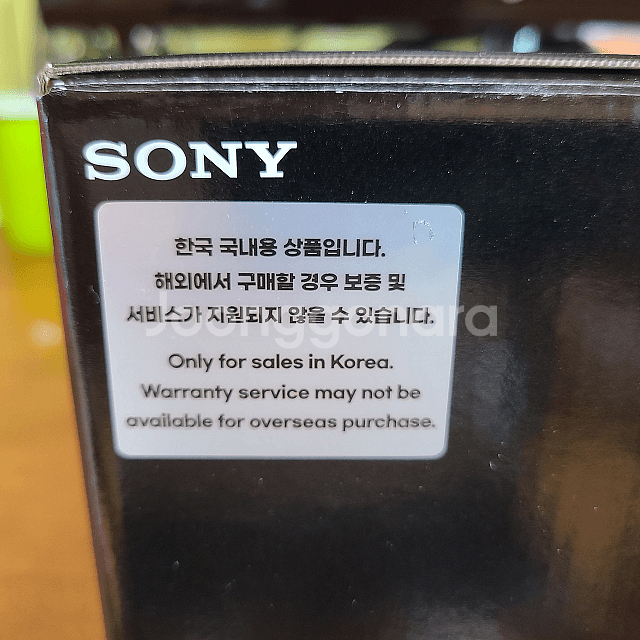 SONY
한국 국내용 상품입니다.
해외에서 구매할 경우 보증 및
서비스가 지원되지 않을 수 있습니다.
Joonggonara
Only for sales in Korea.
Warranty service may not be
available for overseas purchase.